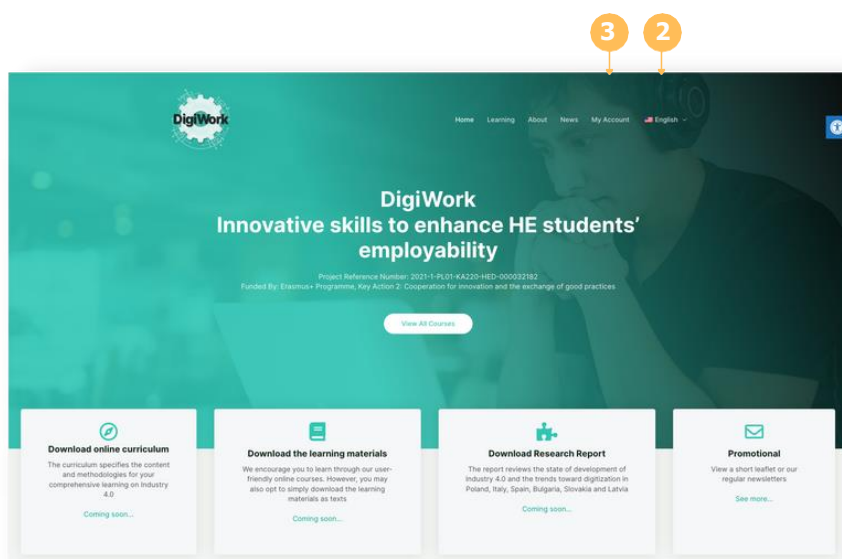 3
2
DigiWork
Home Learning About News My Account English
DigiWork
Innovative skills to enhance HE students'
employability
Project Reference Number: 2021-1-PL01-KA220-HED-000032182
Funded By: Erasmus+ Programme, Key Action 2: Cooperation for innovation and the exchange of good practices
View All Courses
Download online curriculum
The curriculum specifies the content
and methodologies for your
comprehensive learning on Industry
4.0
Coming soon...
Download the learning materials
We encourage you to learn through our user-
friendly online courses. However, you may
also opt to simply download the learning
materials as texts
Coming soon...
Download Research Report
The report reviews the state of development of
Industry 4.0 and the trends toward digitization in
Poland, Italy, Spain, Bulgaria, Slovakia and Latvia
Coming soon...
Promotional
View a short leaflet or our
regular newsletters
See more...